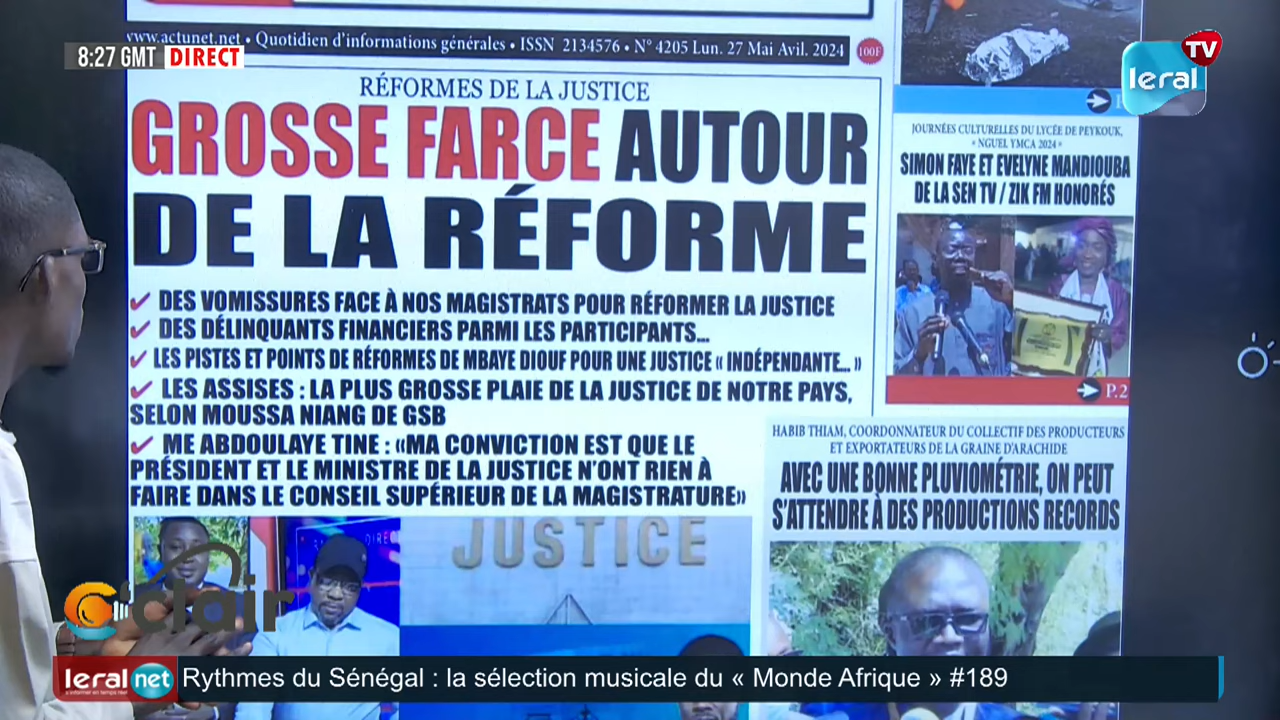 8:27 GMT DIRECT
www.actunet.net • Quotidien d'informations générales • ISSN 2134576 • N° 4205 Lun. 27 Mai Avril. 2024
100F
leral TV
RÉFORMES DE LA JUSTICE
GROSSE FARCE AUTOUR
DE LA RÉFORME
✔ DES VOMISSURES FACE À NOS MAGISTRATS POUR RÉFORMER LA JUSTICE
✔ DES DÉLINQUANTS FINANCIERS PARMI LES PARTICIPANTS...
✔ LES PISTES ET POINTS DE RÉFORMES DE MBAYE DIOUF POUR UNE JUSTICE « INDÉPENDANTE... »
✔ LES ASSISES : LA PLUS GROSSE PLAIE DE LA JUSTICE DE NOTRE PAYS,
SELON MOUSSA NIANG DE GSB
✔ ME ABDOULAYE TINE : «MA CONVICTION EST QUE LE
PRÉSIDENT ET LE MINISTRE DE LA JUSTICE N'ONT RIEN À
FAIRE DANS LE CONSEIL SUPÉRIEUR DE LA MAGISTRATURE»
JOURNÉES CULTURELLES DU LYCÉE DE PEYKOUK,
« NGUEL YMCA 2024 »
SIMON FAYE ET EVELYNE MANDIOUBA
DE LA SEN TV / ZIK FM HONORÉS
P.2
HABIB THIAM, COORDONNATEUR DU COLLECTIF DES PRODUCTEURS
ET EXPORTATEURS DE LA GRAINE D'ARACHIDE
AVEC UNE BONNE PLUVIOMÉTRIE, ON PEUT
S'ATTENDRE À DES PRODUCTIONS RECORDS
JUSTICE
C'clair
leral net
s'informer en temps réel
Rythmes du Sénégal : la sélection musicale du « Monde Afrique » #189